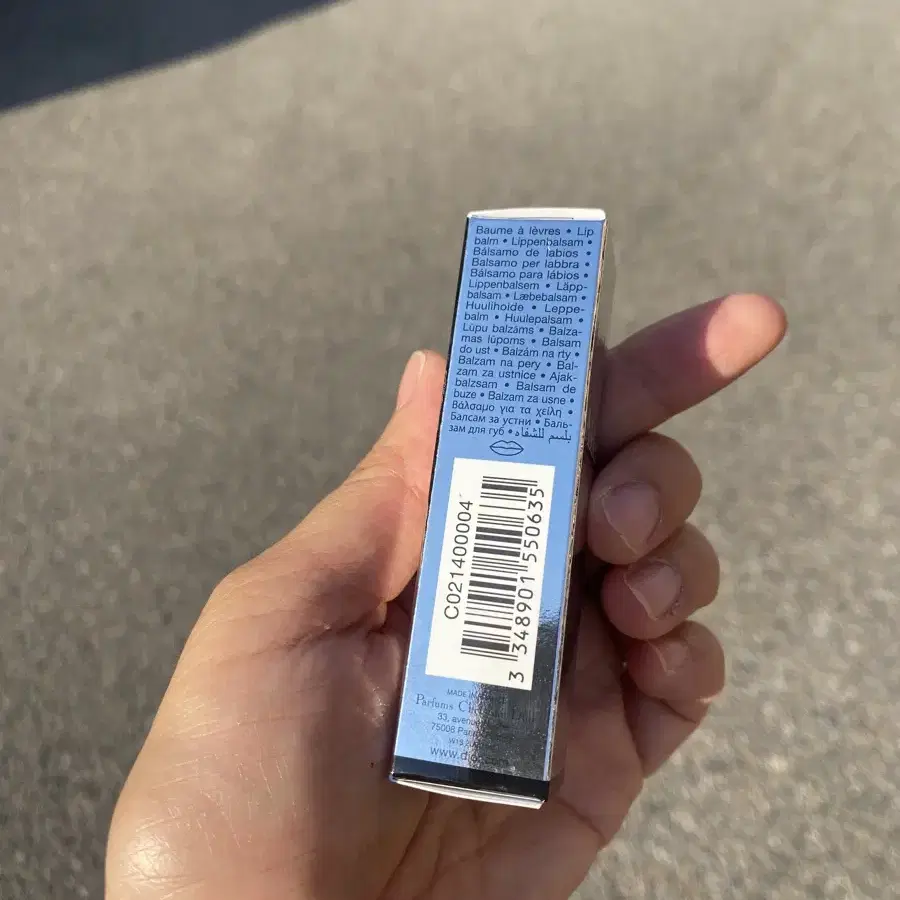 Baume à lèvres • Lip
balm • Lippenbalsam •
Bálsamo de labios •
Balsamo per labbra •
Bálsamo para lábios •
Lippenbalsem • Läpp-
balsam • Læbebalsam •
Huulihoide • Leppe-
balm • Huulepalsam •
Lūpu balzāms • Balza-
mas lūpoms • Balsam
do ust • Balzám na rty •
Balzam na pery • Bal-
zam za ustnice • Ajak-
balzsam • Balsam de
buze • Balzam za usne •
Βάλσαμο για τα χείλη •
Балсам за устни • Баль-
зам для губ • بلسم للشفاه
C021400004
3 348901 550635
MADE IN
Parfums
33, avenue
75008
www.